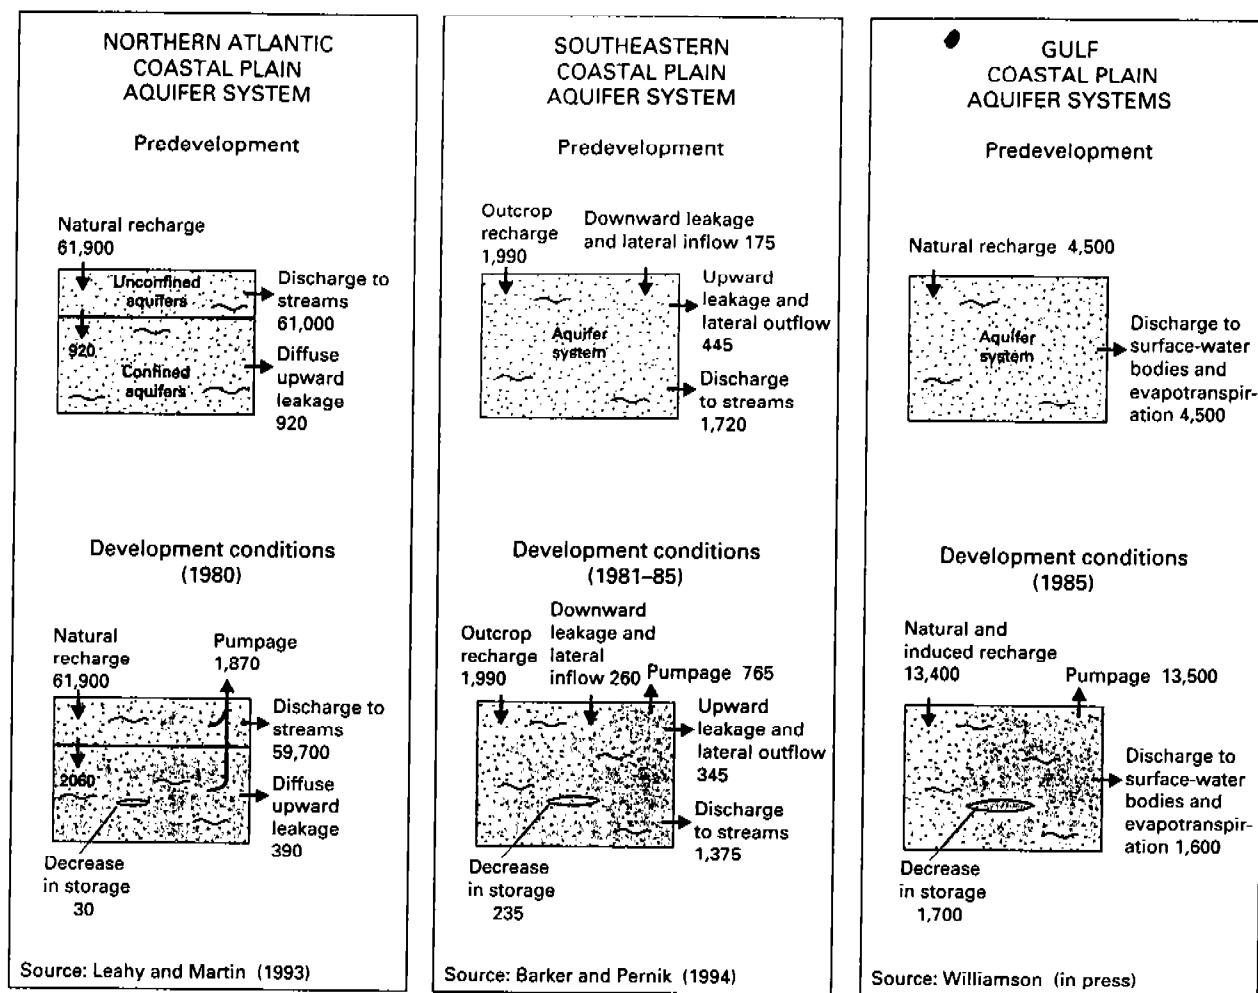 NORTHERN ATLANTIC
COASTAL PLAIN
AQUIFER SYSTEM
Predevelopment
Natural recharge
61,900
Unconfined
aquifers
Discharge to
streams
61,000
920
Confined
aquifers
Diffuse
upward
leakage
920
Development conditions
(1980)
Natural
recharge
61,900
Pumpage
1,870
Discharge to
streams
59,700
2060
Diffuse
upward
leakage
390
Decrease
in storage
30
Source: Leahy and Martin (1993)
SOUTHEASTERN
COASTAL PLAIN
AQUIFER SYSTEM
Predevelopment
Outcrop
recharge
1,990
Downward leakage
and lateral inflow 175
Aquifer
system
Upward
leakage and
lateral outflow
445
Discharge
to streams
1,720
Development conditions
(1981–85)
Outcrop
recharge
1,990
Downward
leakage and
lateral
inflow 260
Pumpage 765
Upward
leakage and
lateral outflow
345
Discharge
to streams
1,375
Decrease
in storage
235
Source: Barker and Pernik (1994)
GULF
COASTAL PLAIN
AQUIFER SYSTEMS
Predevelopment
Natural recharge 4,500
Aquifer
system
Discharge to
surface-water
bodies and
evapotranspir-
ation 4,500
Development conditions
(1985)
Natural and
induced recharge
13,400
Pumpage 13,500
Discharge to
surface-water
bodies and
evapotranspir-
ation 1,600
Decrease
in storage
1,700
Source: Williamson (in press)